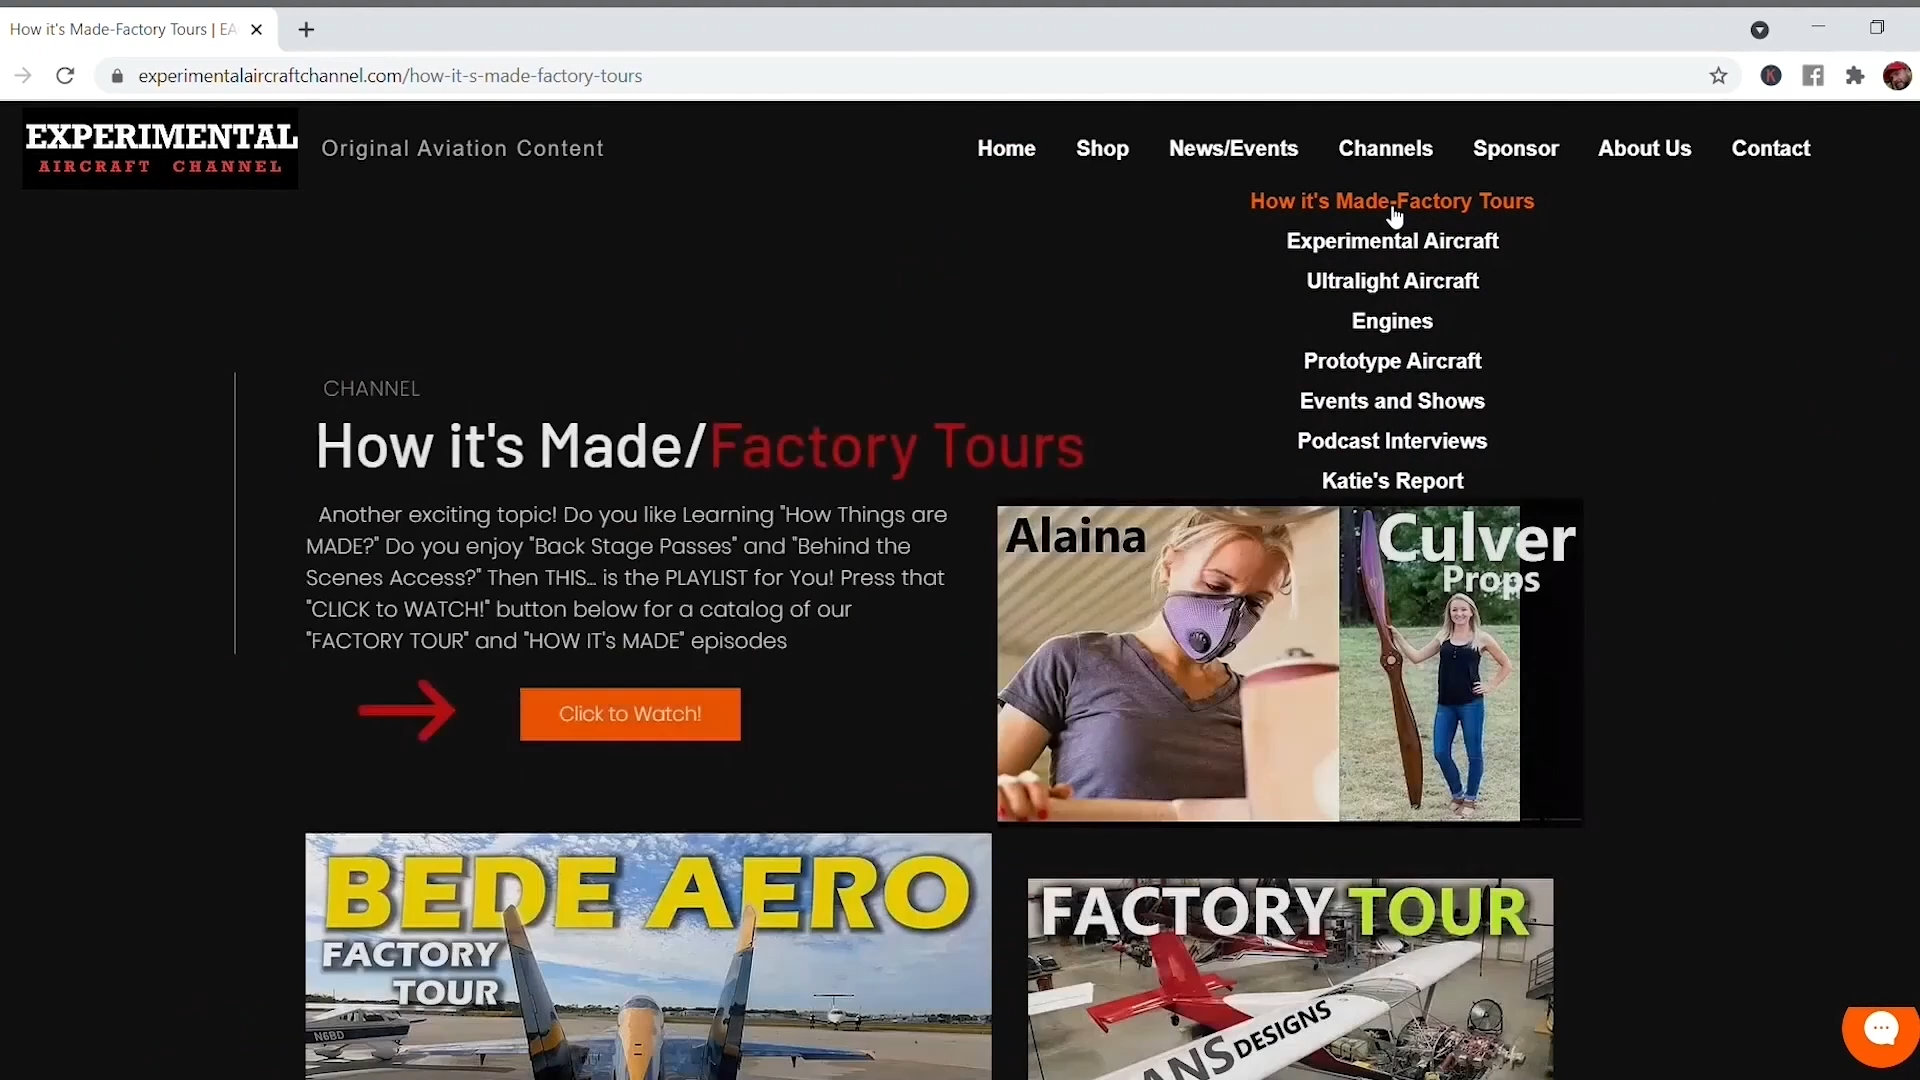 How it's Made-Factory Tours | EA
experimentalaircraftchannel.com/how-it-s-made-factory-tours
K
EXPERIMENTAL
AIRCRAFT CHANNEL
Original Aviation Content
Home Shop News/Events Channels Sponsor About Us Contact
How it's Made-Factory Tours
Experimental Aircraft
Ultralight Aircraft
Engines
Prototype Aircraft
Events and Shows
Podcast Interviews
Katie's Report
CHANNEL
How it's Made/Factory Tours
Another exciting topic! Do you like Learning "How Things are
MADE?" Do you enjoy "Back Stage Passes" and "Behind the
Scenes Access?" Then THIS... is the PLAYLIST for You! Press that
"CLICK to WATCH!" button below for a catalog of our
"FACTORY TOUR" and "HOW IT's MADE" episodes
Click to Watch!
Alaina
Culver
Props
BEDE AERO
FACTORY
TOUR
N6BD
FACTORY TOUR
ANS DESIGNS